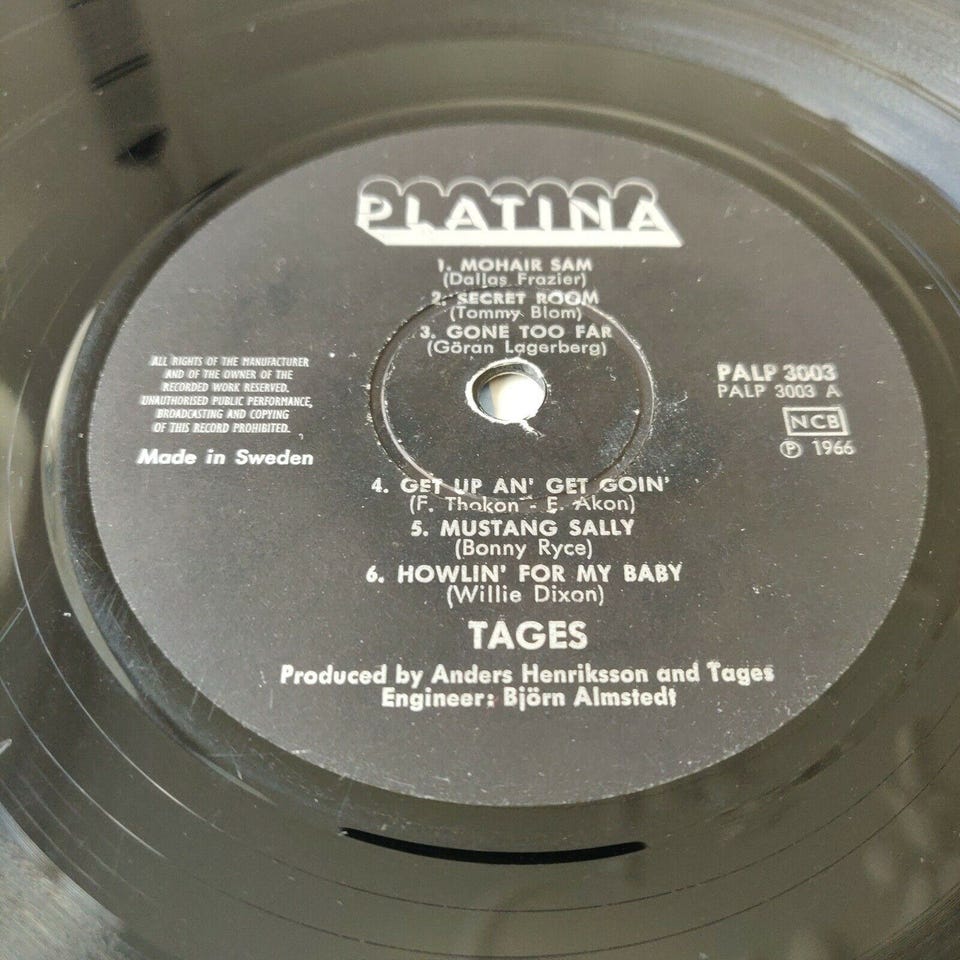 PLATINA
1. MOHAIR SAM
(Dallas Frazier)
2. SECRET ROOM
(Tommy Blom)
3. GONE TOO FAR
(Göran Lagerberg)
ALL RIGHTS OF THE MANUFACTURER
AND OF THE OWNER OF THE
RECORDED WORK RESERVED.
UNAUTHORISED PUBLIC PERFORMANCE,
BROADCASTING AND COPYING
OF THIS RECORD PROHIBITED.
Made in Sweden
PALP 3003
PALP 3003 A
NCB
Ⓟ 1966
4. GET UP AN' GET GOIN'
(F. Thokon - E. Akon)
5. MUSTANG SALLY
(Bonny Ryce)
6. HOWLIN' FOR MY BABY
(Willie Dixon)
TAGES
Produced by Anders Henriksson and Tages
Engineer: Björn Almstedt